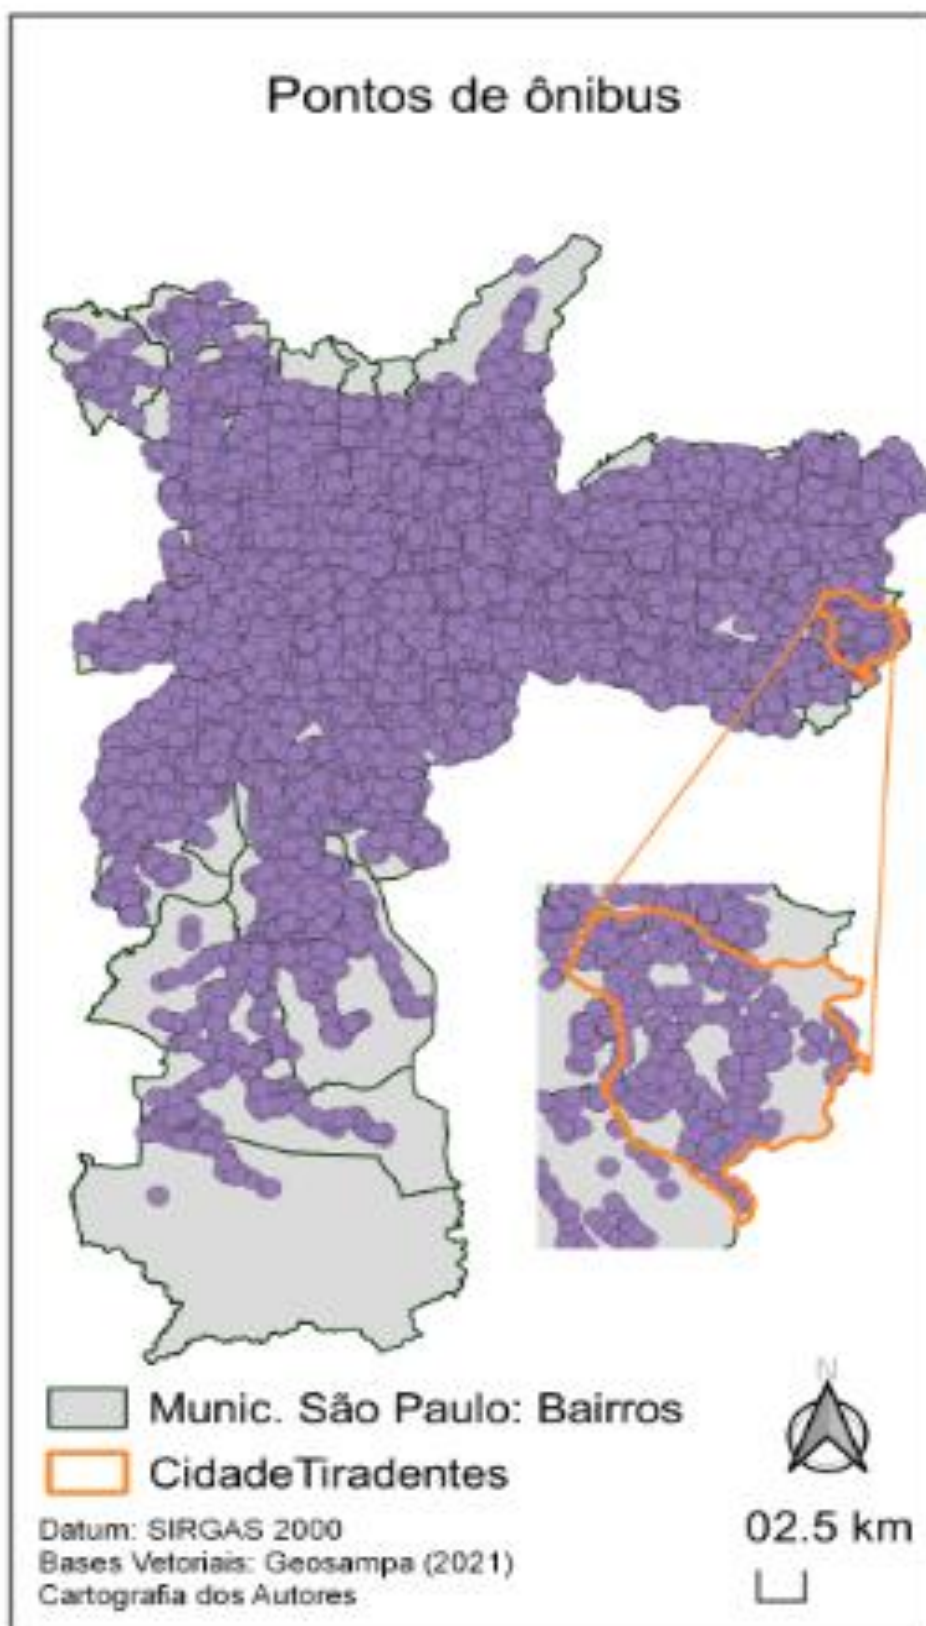 Pontos de ônibus
Munic. São Paulo: Bairros
CidadeTiradentes
Datum: SIRGAS 2000
Bases Vetoriais: Geosampa (2021)
Cartografia dos Autores
N
02.5 km